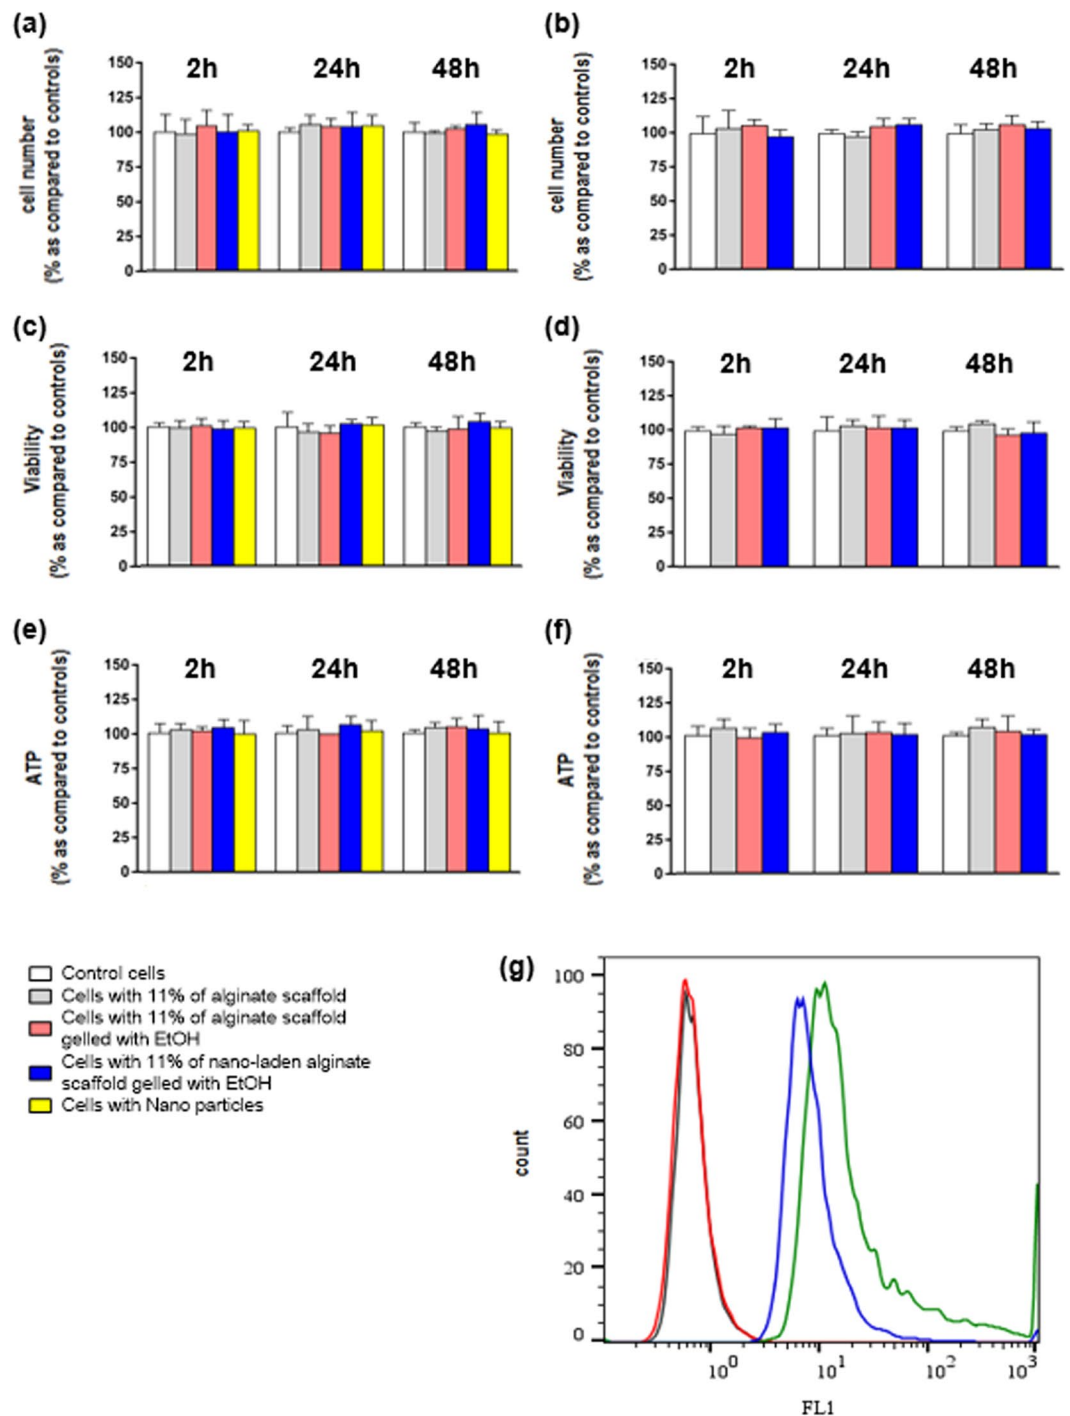 (a)
cell number
(% as compared to controls)
150
125
100
75
50
25
0
2h 24h 48h
(b)
cell number
(% as compared to controls)
150
125
100
75
50
25
0
2h 24h 48h
(c)
Viability
(% as compared to controls)
150
125
100
75
50
25
0
2h 24h 48h
(d)
Viability
(% as compared to controls)
150
125
100
75
50
25
0
2h 24h 48h
(e)
ATP
(% as compared to controls)
150
125
100
75
50
25
0
2h 24h 48h
(f)
ATP
(% as compared to controls)
150
125
100
75
50
25
0
2h 24h 48h
Control cells
Cells with 11% of alginate scaffold
Cells with 11% of alginate scaffold
gelled with EtOH
Cells with 11% of nano-laden alginate
scaffold gelled with EtOH
Cells with Nano particles
(g)
count
100
80
60
40
20
0
10⁰ 10¹ 10² 10³
FL1